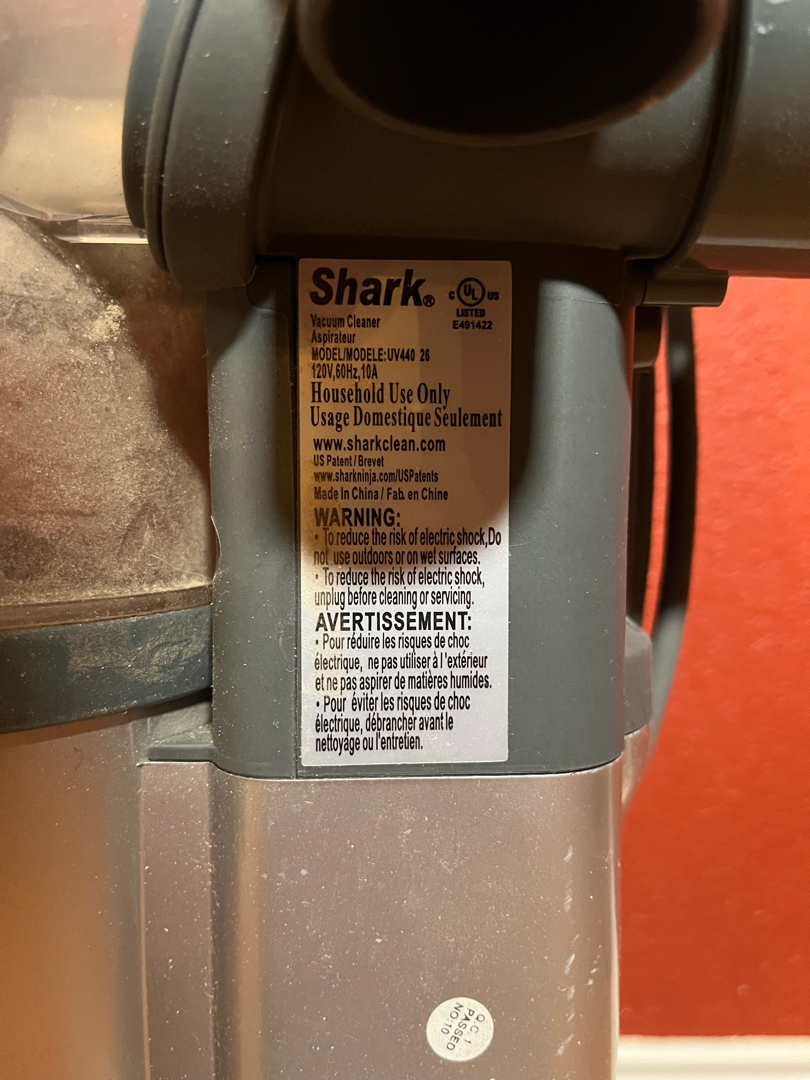 Shark®
C UL US
LISTED
E491422
Vacuum Cleaner
Aspirateur
MODEL/MODELE:UV440 26
120V,60Hz,10A
Household Use Only
Usage Domestique Seulement
www.sharkclean.com
US Patent / Brevet
www.sharkninja.com/USPatents
Made In China / Fab. en Chine
WARNING:
• To reduce the risk of electric shock,Do
not use outdoors or on wet surfaces.
• To reduce the risk of electric shock,
unplug before cleaning or servicing.
AVERTISSEMENT:
• Pour réduire les risques de choc
électrique, ne pas utiliser à l'extérieur
et ne pas aspirer de matières humides.
• Pour éviter les risques de choc
électrique, débrancher avant le
nettoyage ou l'entretien.
Q.C. 1
PASSED
NO:10